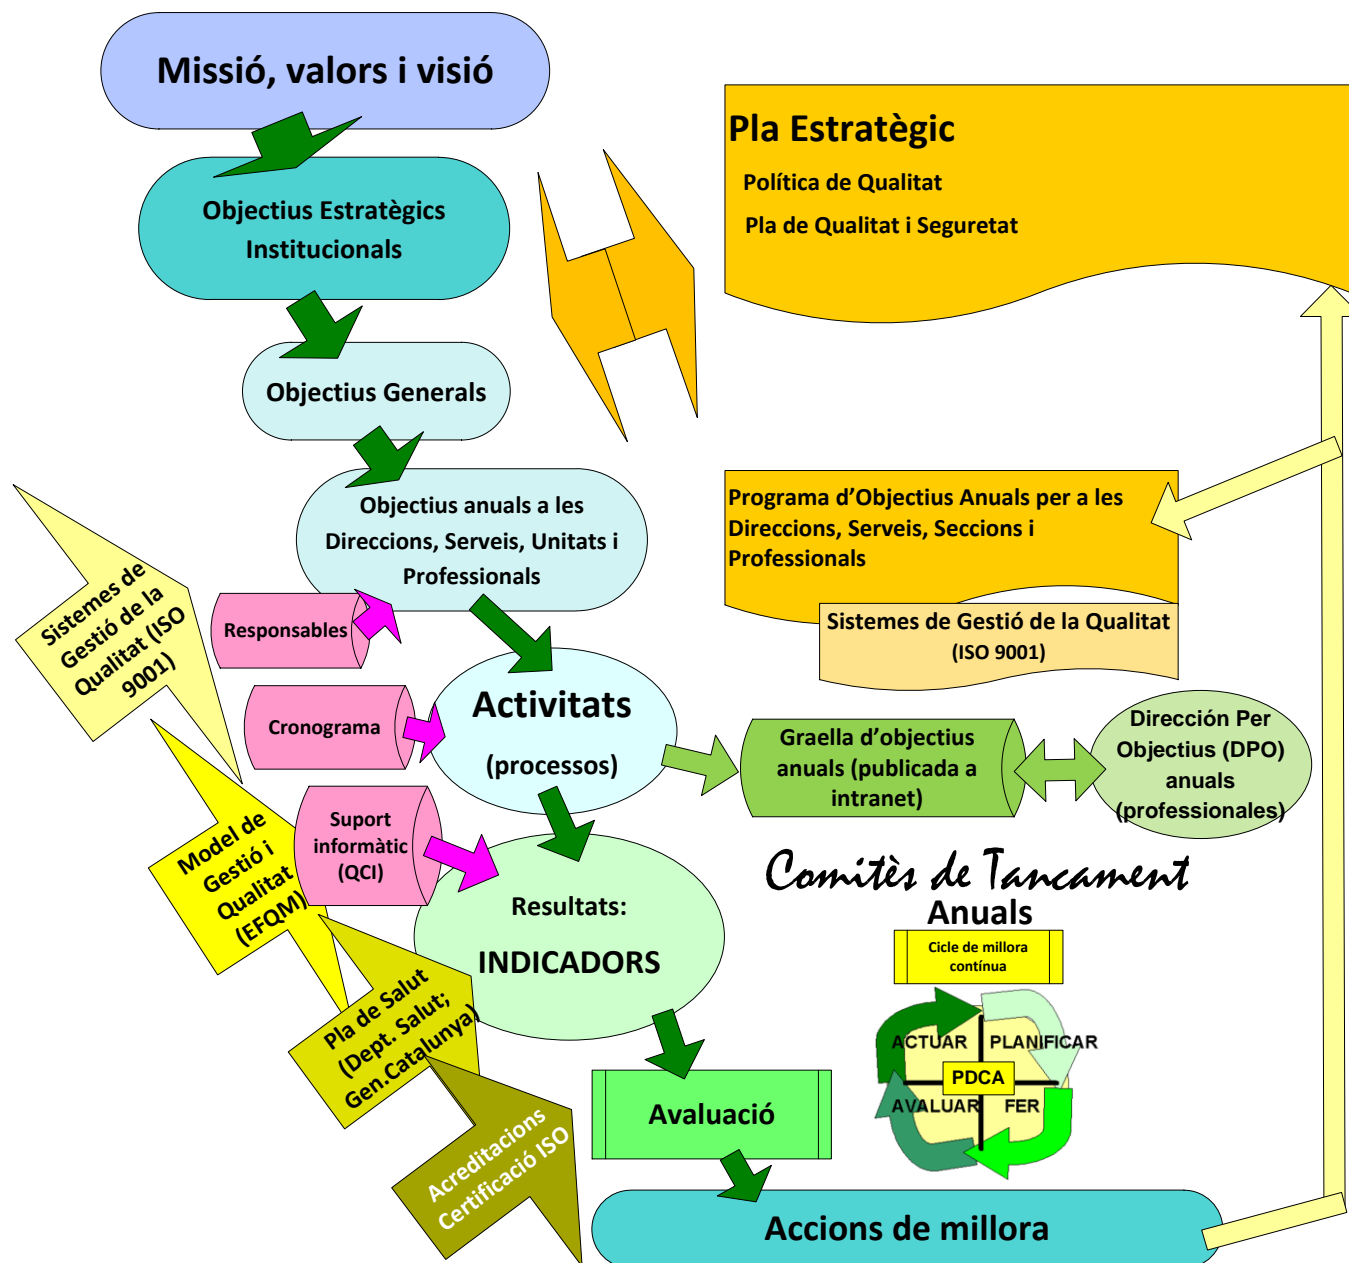 Missió, valors i visió
Objectius Estratègics
Institucionals
Objectius Generals
Objectius anuals a les
Direccions, Serveis, Unitats i
Professionals
Responsables
Cronograma
Suport
informàtic
(QCI)
Activitats
(processos)
Resultats:
INDICADORS
Avaluació
Accions de millora
Sistemes de
Gestió de la
Qualitat (ISO
9001)
Model de
Gestió i
Qualitat
(EFQM)
Pla de Salut
(Dept. Salut;
Gen.Catalunya)
Acreditacions
Certificació ISO
Pla Estratègic
Política de Qualitat
Pla de Qualitat i Seguretat
Programa d’Objectius Anuals per a les
Direccions, Serveis, Seccions i
Professionals
Sistemes de Gestió de la Qualitat
(ISO 9001)
Graella d’objectius
anuals (publicada a
intranet)
Dirección Per
Objectius (DPO)
anuals
(professionales)
Comitès de Tancament
Anuals
Cicle de millora
contínua
ACTUAR
PLANIFICAR
PDCA
AVALUAR
FER